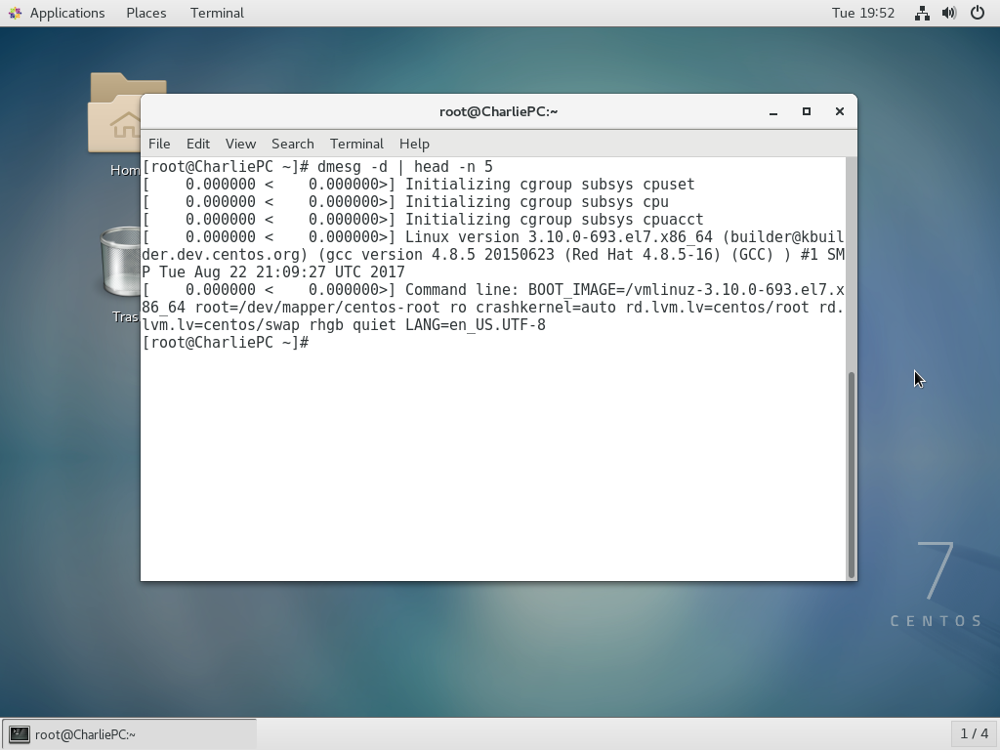 Applications Places Terminal Tue 19:52
root@CharliePC:~
File Edit View Search Terminal Help
[root@CharliePC ~]# dmesg -d | head -n 5
[    0.000000 <    0.000000>] Initializing cgroup subsys cpuset
[    0.000000 <    0.000000>] Initializing cgroup subsys cpu
[    0.000000 <    0.000000>] Initializing cgroup subsys cpuacct
[    0.000000 <    0.000000>] Linux version 3.10.0-693.el7.x86_64 (builder@kbuil
der.dev.centos.org) (gcc version 4.8.5 20150623 (Red Hat 4.8.5-16) (GCC) ) #1 SM
P Tue Aug 22 21:09:27 UTC 2017
[    0.000000 <    0.000000>] Command line: BOOT_IMAGE=/vmlinuz-3.10.0-693.el7.x
86_64 root=/dev/mapper/centos-root ro crashkernel=auto rd.lvm.lv=centos/root rd.
lvm.lv=centos/swap rhgb quiet LANG=en_US.UTF-8
[root@CharliePC ~]#
Hom
Tras
7
CENTOS
root@CharliePC:~
1 / 4